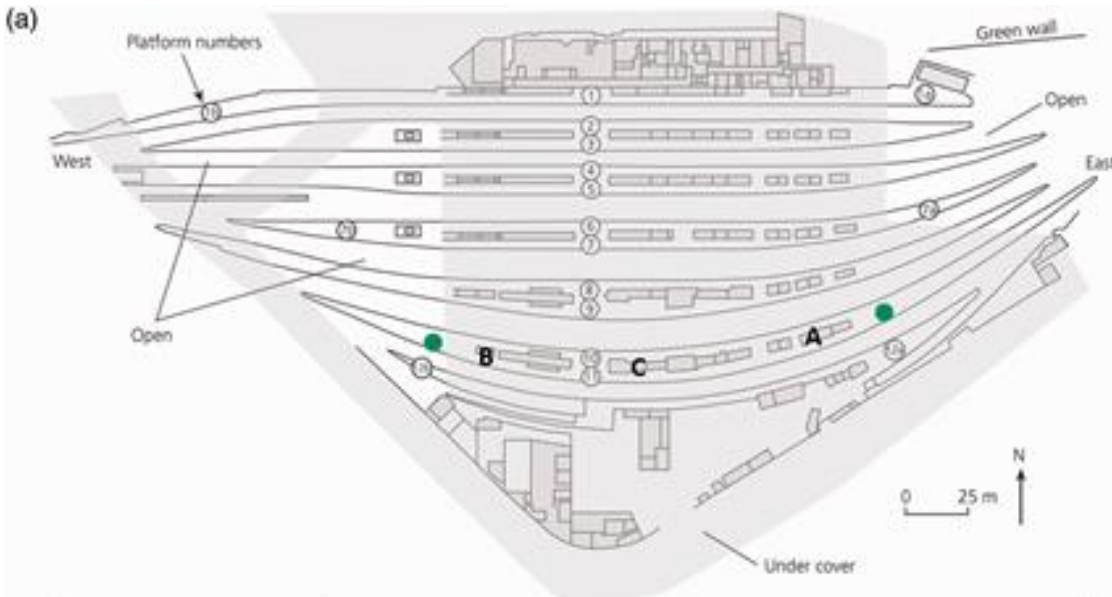 (a)
Platform numbers
Green wall
1
Open
2
3
West
4
East
5
6
7
8
Open
9
A
B
10
C
11
N
0 25 m
Under cover